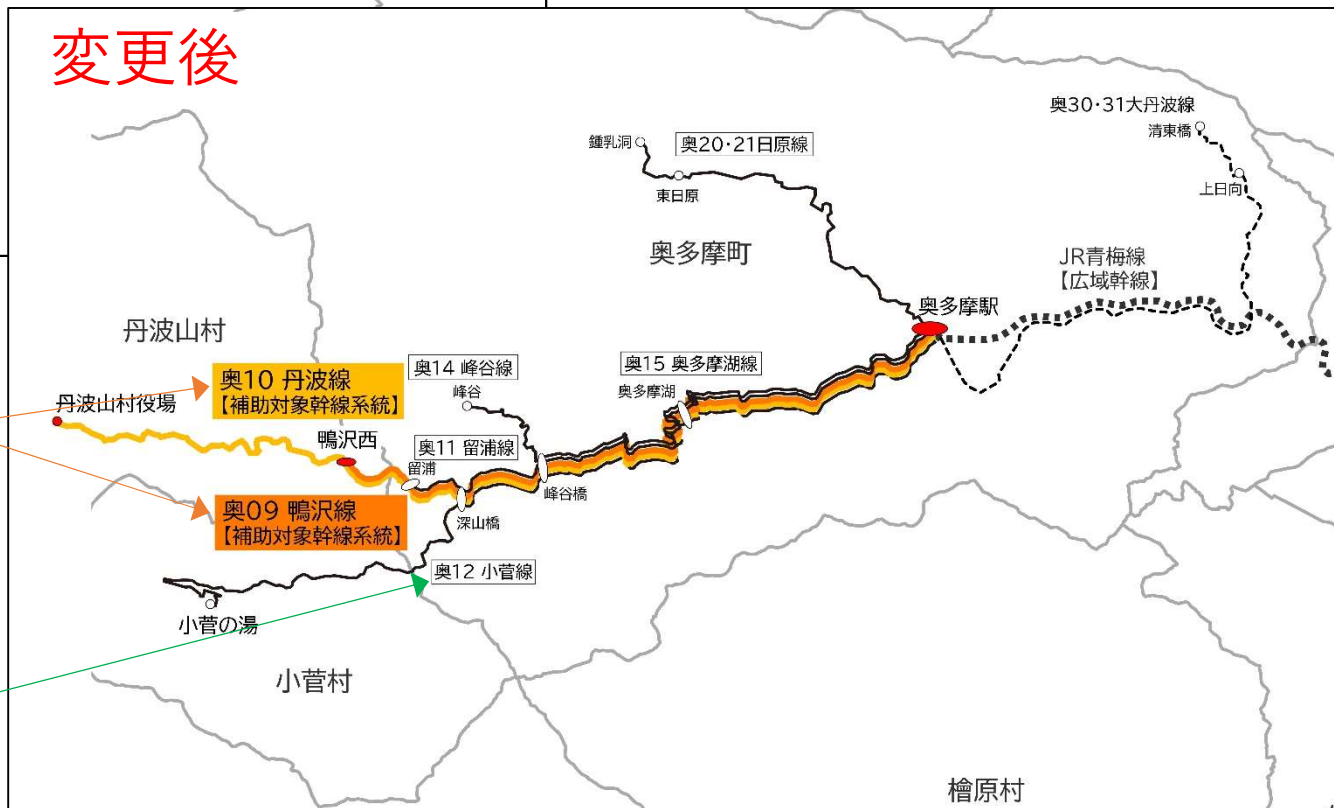 変更後
奥30・31大丹波線
清東橋
上日向
鍾乳洞
奥20・21日原線
東日原
奥多摩町
JR青梅線
【広域幹線】
奥多摩駅
丹波山村
奥10 丹波線
【補助対象幹線系統】
丹波山村役場
奥14 峰谷線
峰谷
奥15 奥多摩湖線
奥多摩湖
鴨沢西
奥11 留浦線
留浦
峰谷橋
深山橋
奥09 鴨沢線
【補助対象幹線系統】
奥12 小菅線
小菅の湯
小菅村
檜原村